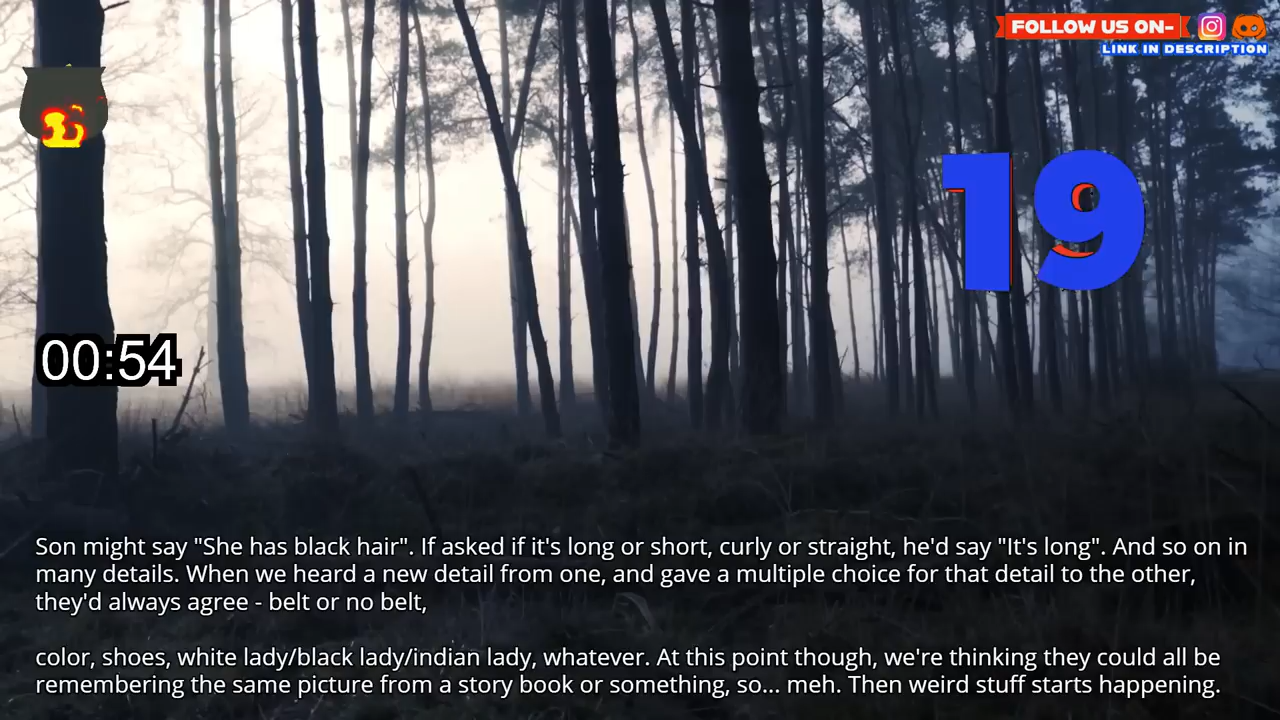 FOLLOW US ON-
LINK IN DESCRIPTION
19
00:54
Son might say "She has black hair". If asked if it's long or short, curly or straight, he'd say "It's long". And so on in
many details. When we heard a new detail from one, and gave a multiple choice for that detail to the other,
they'd always agree - belt or no belt,
color, shoes, white lady/black lady/indian lady, whatever. At this point though, we're thinking they could all be
remembering the same picture from a story book or something, so... meh. Then weird stuff starts happening.